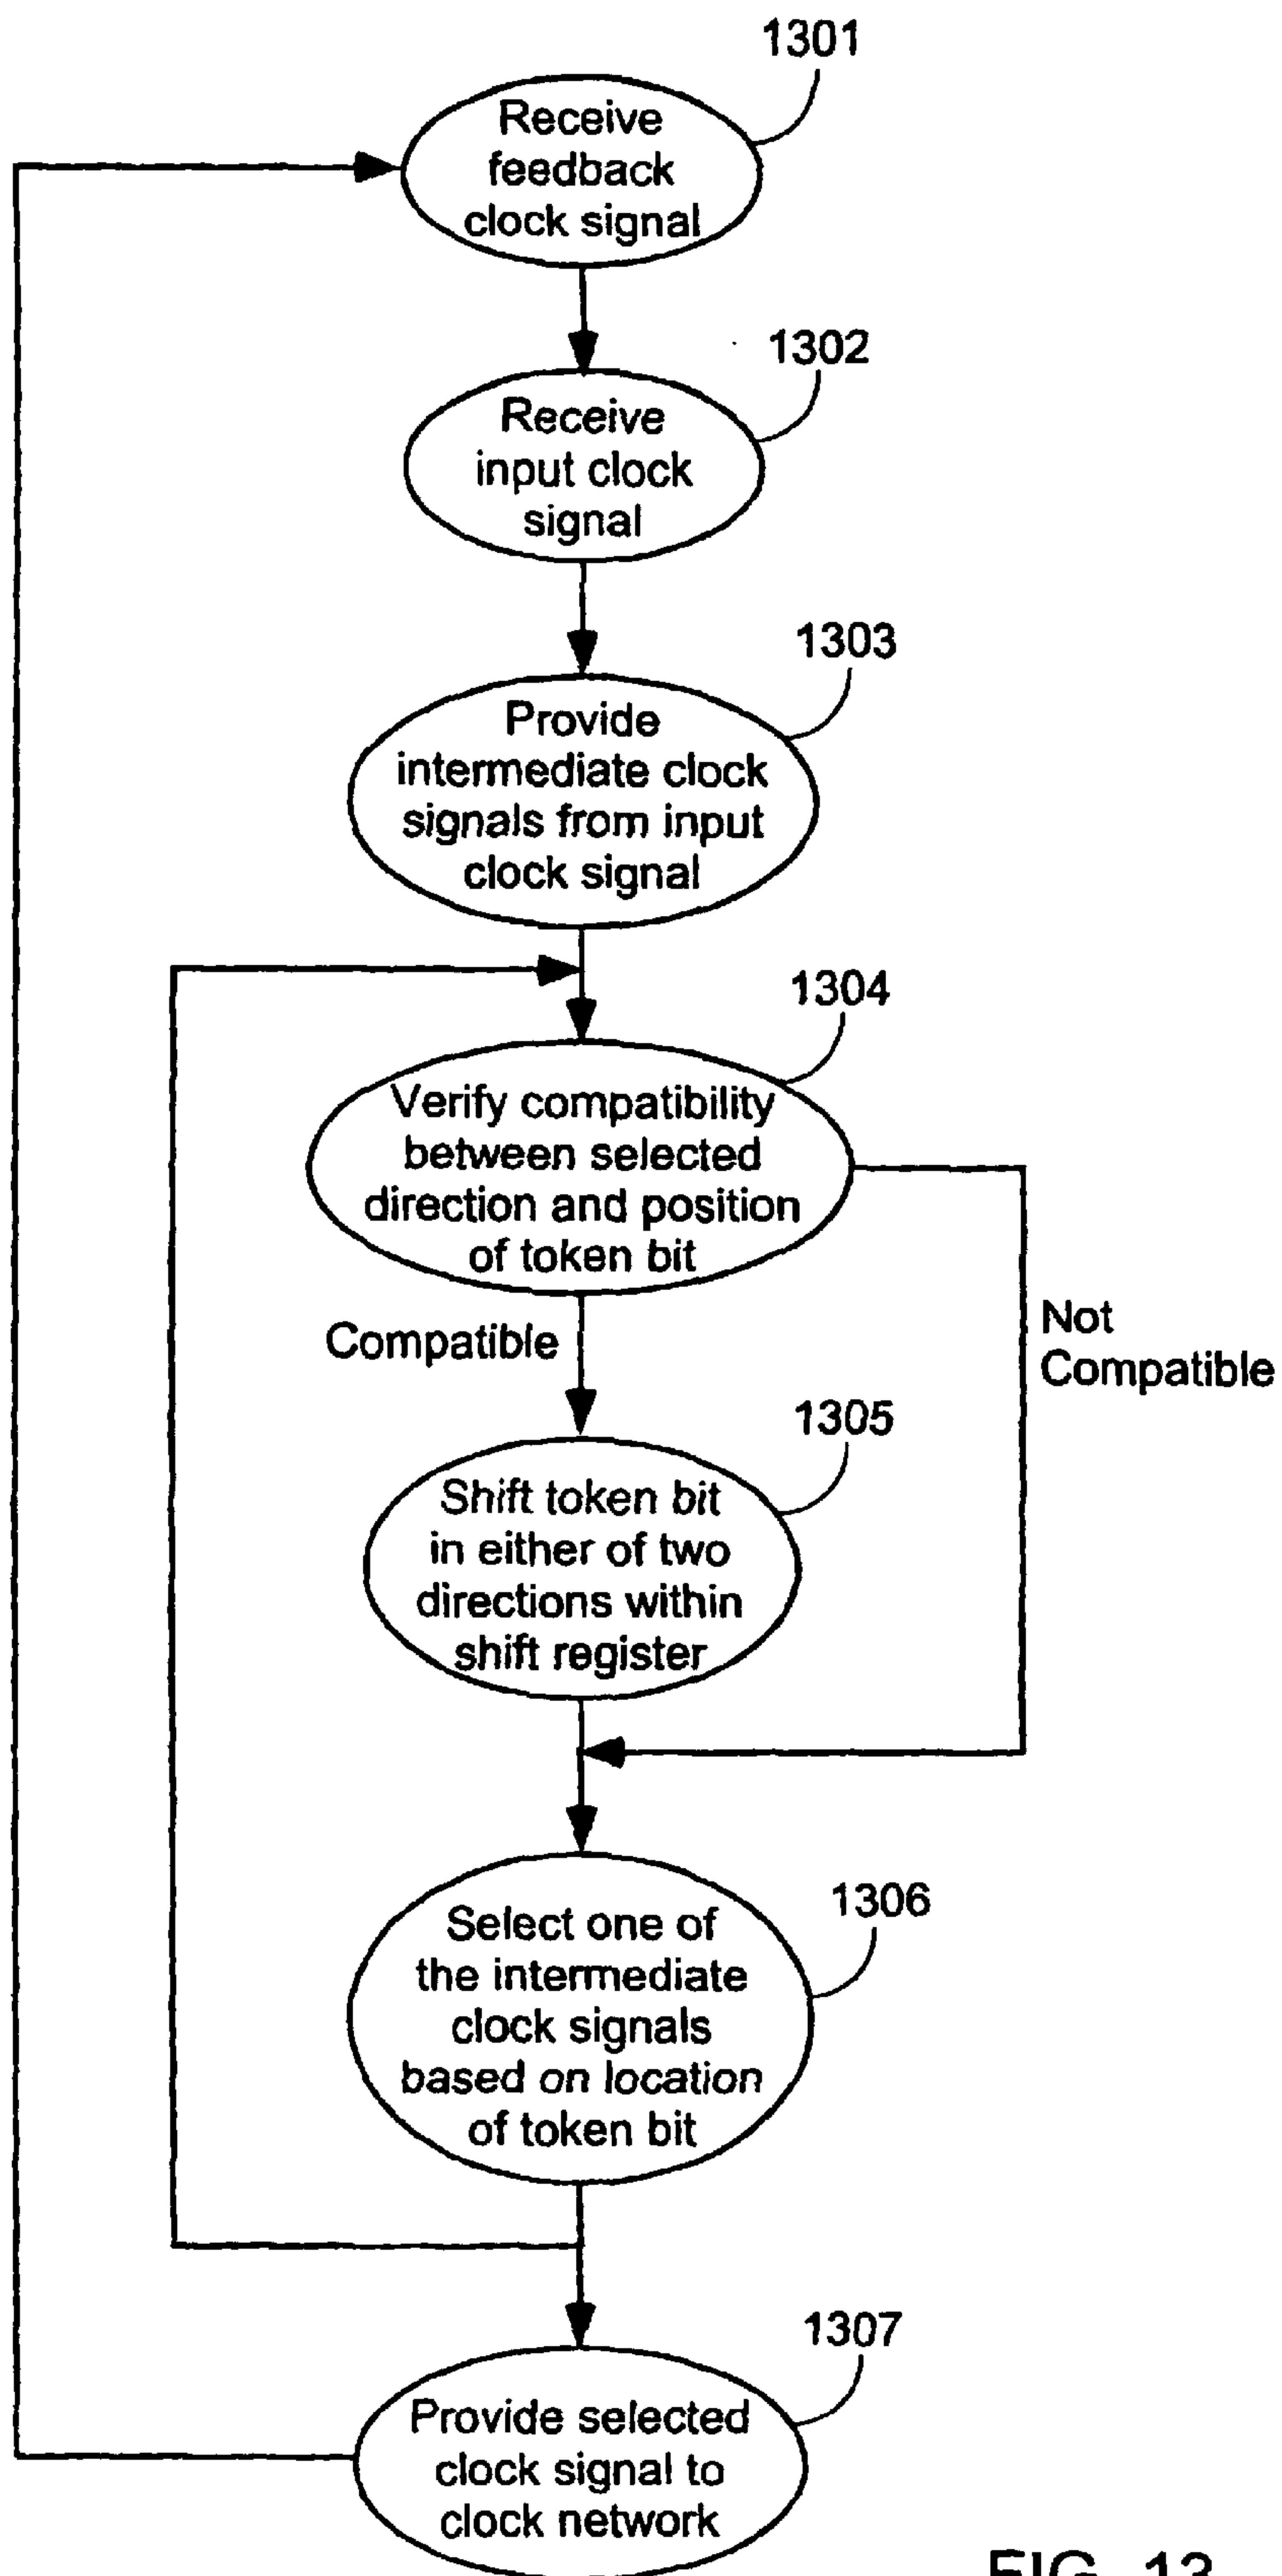 1301
Receive
feedback
clock signal
1302
Receive
input clock
signal
1303
Provide
intermediate clock
signals from input
clock signal
1304
Verify compatibility
between selected
direction and position
of token bit
Compatible
Not
Compatible
1305
Shift token bit
in either of two
directions within
shift register
1306
Select one of
the intermediate
clock signals
based on location
of token bit
1307
Provide selected
clock signal to
clock network
FIG. 13